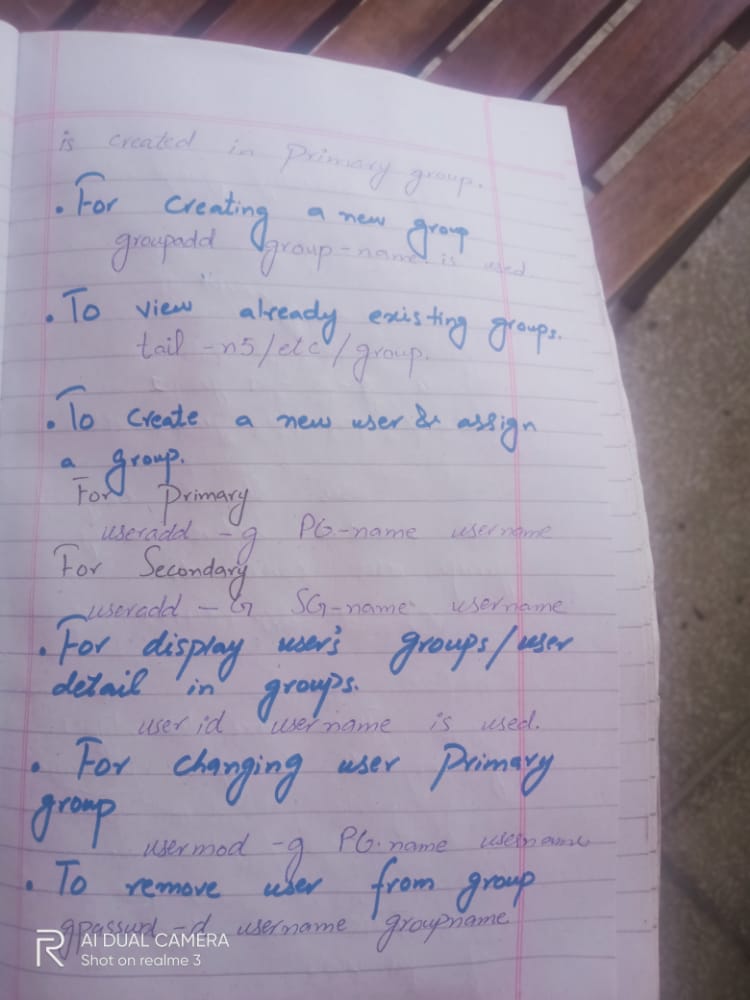 is created in Primary group.
• For creating a new group
groupadd group-name is used
• To view already existing groups.
tail -n5/etc/group.
• To create a new user & assign
a group.
For Primary
useradd -g PG-name username
For Secondary
useradd - G SG-name username
• For display user's groups/user
detail in groups.
user id username is used.
• For changing user Primary
group
usermod -g PG.name username
• To remove user from group
gpasswd -d username groupname
R AI DUAL CAMERA
Shot on realme 3